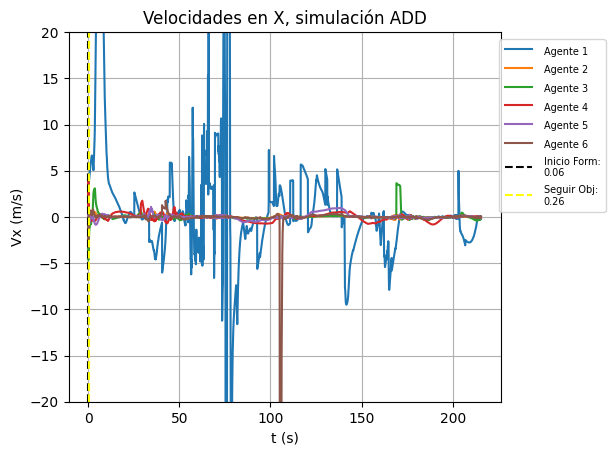 Velocidades en X, simulación ADD
Vx (m/s)
20
15
10
5
0
−5
−10
−15
−20
0
50
100
150
200
t (s)
Agente 1
Agente 2
Agente 3
Agente 4
Agente 5
Agente 6
Inicio Form:
0.06
Seguir Obj:
0.26